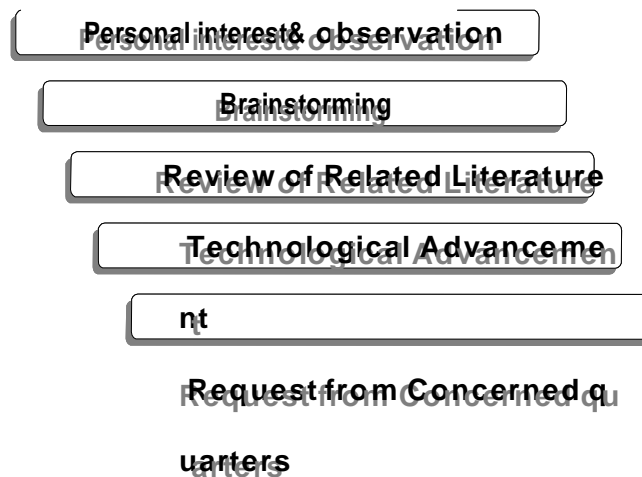 Personal interest& observation
Brainstorming
Review of Related Literature
Technological Advanceme
nt
Request from Concerned qu
uarters